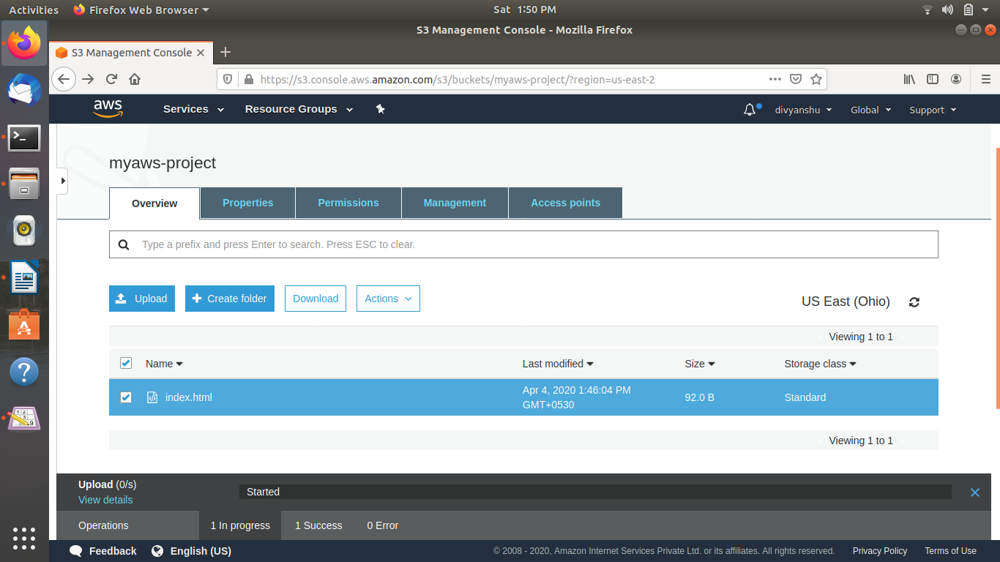 Activities Firefox Web Browser Sat 1:50 PM
S3 Management Console - Mozilla Firefox
S3 Management Console
https://s3.console.aws.amazon.com/s3/buckets/myaws-project/?region=us-east-2
aws Services Resource Groups divyanshu Global Support
myaws-project
Overview Properties Permissions Management Access points
Type a prefix and press Enter to search. Press ESC to clear.
Upload Create folder Download Actions US East (Ohio)
Viewing 1 to 1
Name Last modified Size Storage class
index.html Apr 4, 2020 1:46:04 PM 92.0 B Standard
GMT+0530
Viewing 1 to 1
Upload (0/s) Started
View details
Operations 1 In progress 1 Success 0 Error
Feedback English (US) © 2008 - 2020, Amazon Internet Services Private Ltd. or its affiliates. All rights reserved. Privacy Policy Terms of Use